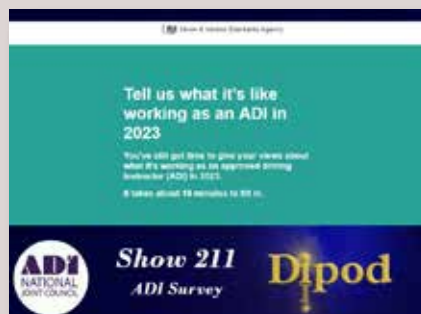 Driver & Vehicle Standards Agency
Tell us what it's like
working as an ADI in
2023
You've still got time to give your views about
what it's working as an approved driving
instructor (ADI) in 2023.
It takes about 10 minutes to fill in.
ADI
NATIONAL
JOINT COUNCIL
Show 211
ADI Survey
Dipod